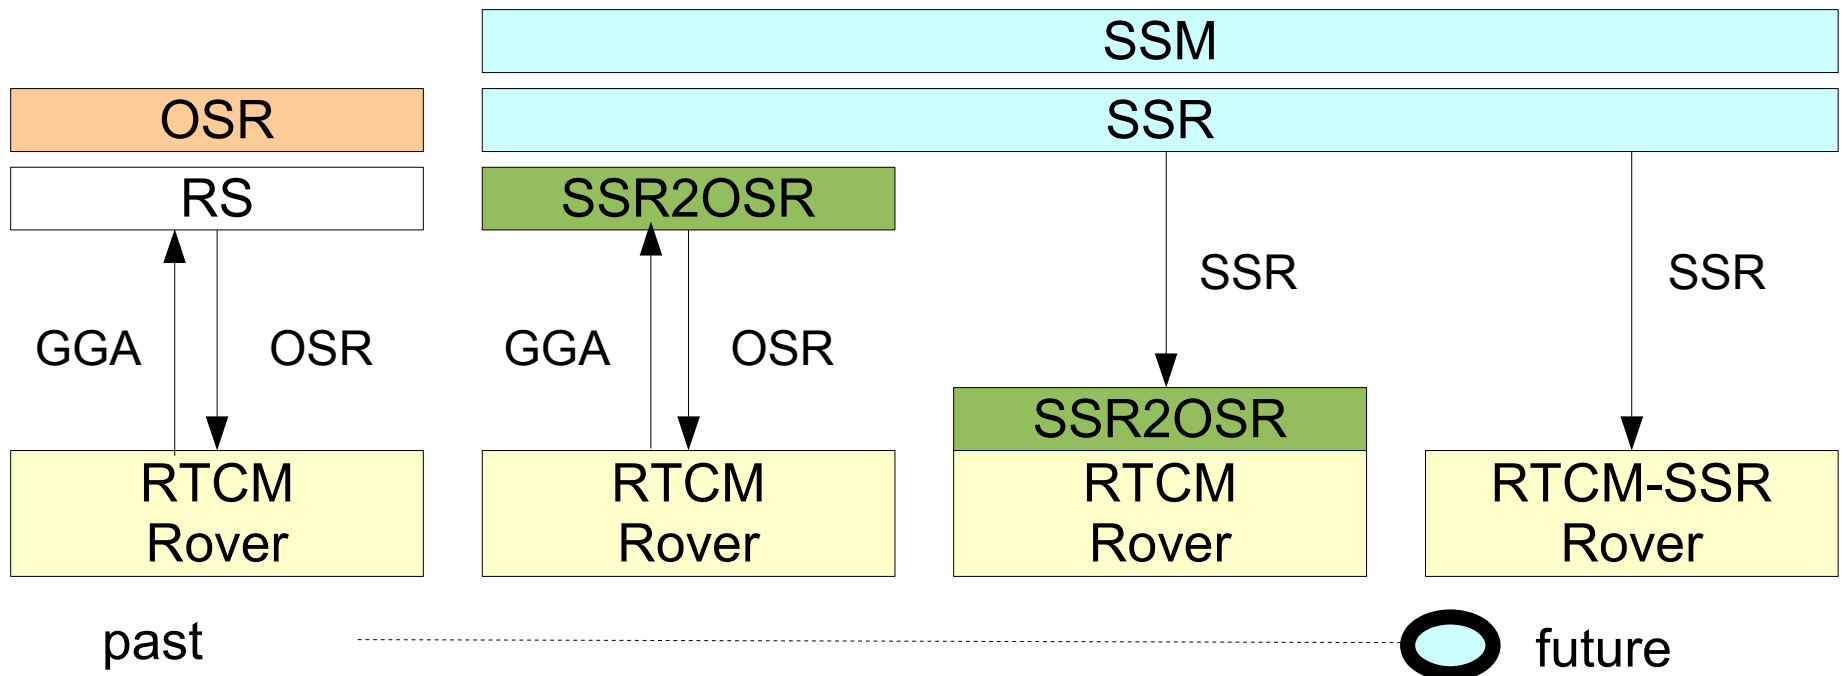 SSM
OSR
SSR
RS
SSR2OSR
SSR
SSR
GGA
OSR
GGA
OSR
SSR2OSR
RTCM
Rover
RTCM
Rover
RTCM
Rover
RTCM-SSR
Rover
past
future